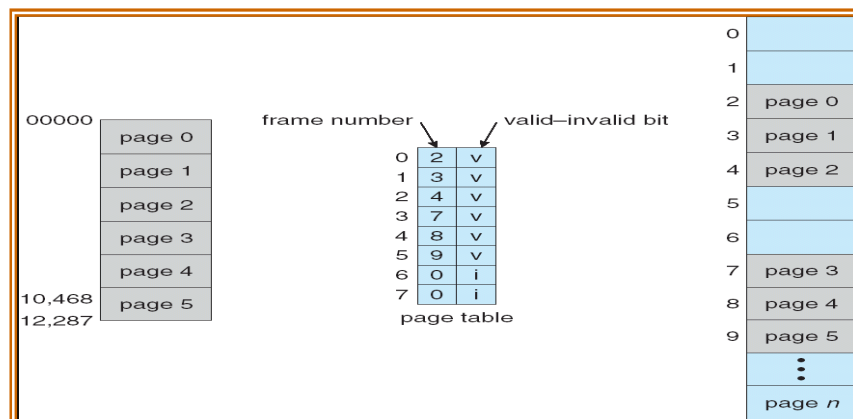 00000
page 0
page 1
page 2
page 3
page 4
page 5
10,468
12,287
frame number
valid–invalid bit
0 2 v
1 3 v
2 4 v
3 7 v
4 8 v
5 9 v
6 0 i
7 0 i
page table
0
1
2 page 0
3 page 1
4 page 2
5
6
7 page 3
8 page 4
9 page 5
page n